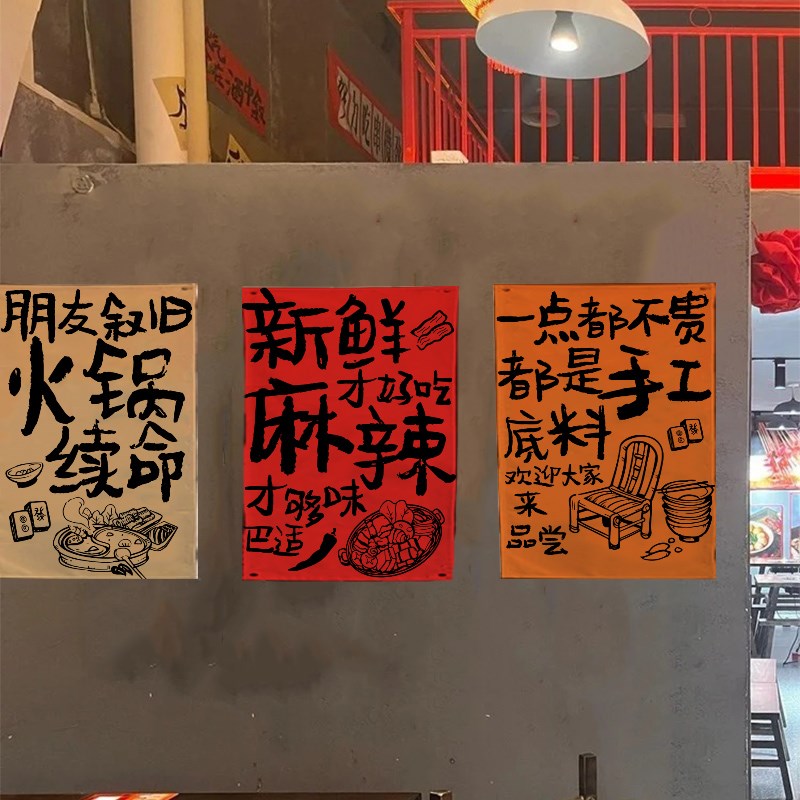 朋友叙旧
火锅
续命
新鲜
才好吃
麻辣
才够味
巴适
一点都不贵
都是手工
底料
欢迎大家
来
品尝